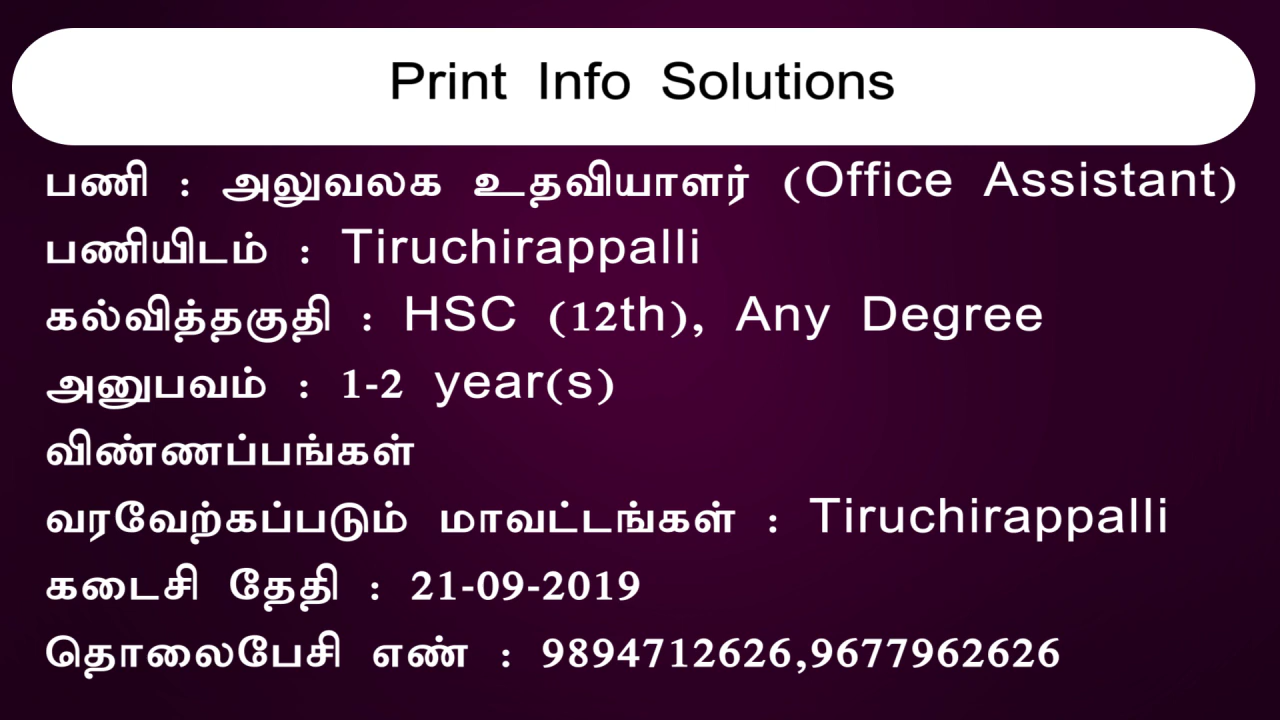 Print Info Solutions
பணி : அலுவலக உதவியாளர் (Office Assistant)
பணியிடம் : Tiruchirappalli
கல்வித்தகுதி : HSC (12th), Any Degree
அனுபவம் : 1-2 year(s)
விண்ணப்பங்கள்
வரவேற்கப்படும் மாவட்டங்கள் : Tiruchirappalli
கடைசி தேதி : 21-09-2019
தொலைபேசி எண் : 9894712626,9677962626